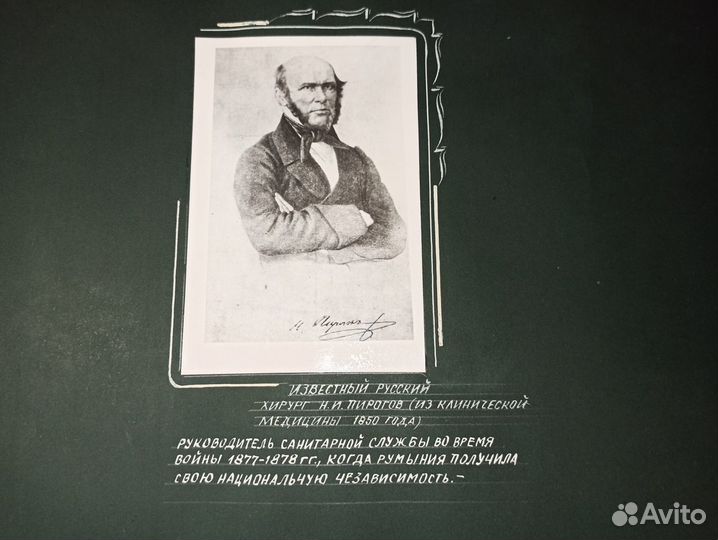 Н. Пирогов
ИЗВЕСТНЫЙ РУССКИЙ
ХИРУРГ Н.И. ПИРОГОВ (ИЗ КЛИНИЧЕСКОЙ
МЕДИЦИНЫ 1850 ГОДА)
РУКОВОДИТЕЛЬ САНИТАРНОЙ СЛУЖБЫ ВО ВРЕМЯ
ВОЙНЫ 1877-1878 ГГ., КОГДА РУМЫНИЯ ПОЛУЧИЛА
СВОЮ НАЦИОНАЛЬНУЮ НЕЗАВИСИМОСТЬ.-
Avito